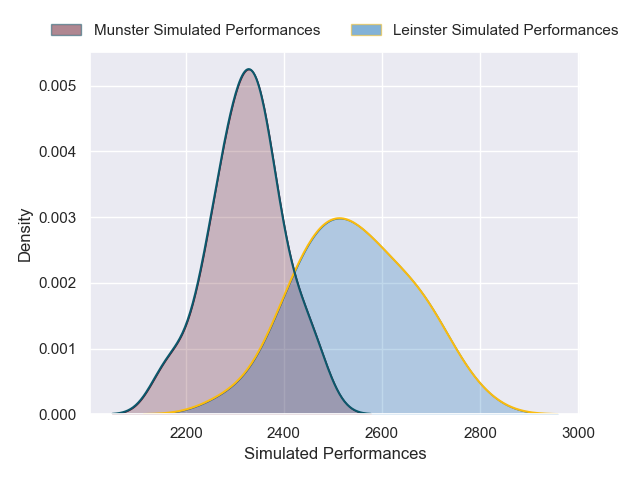 Munster Simulated Performances Leinster Simulated Performances
0.005
0.004
0.003
0.002
0.001
0.000
Density
2200 2400 2600 2800 3000
Simulated Performances